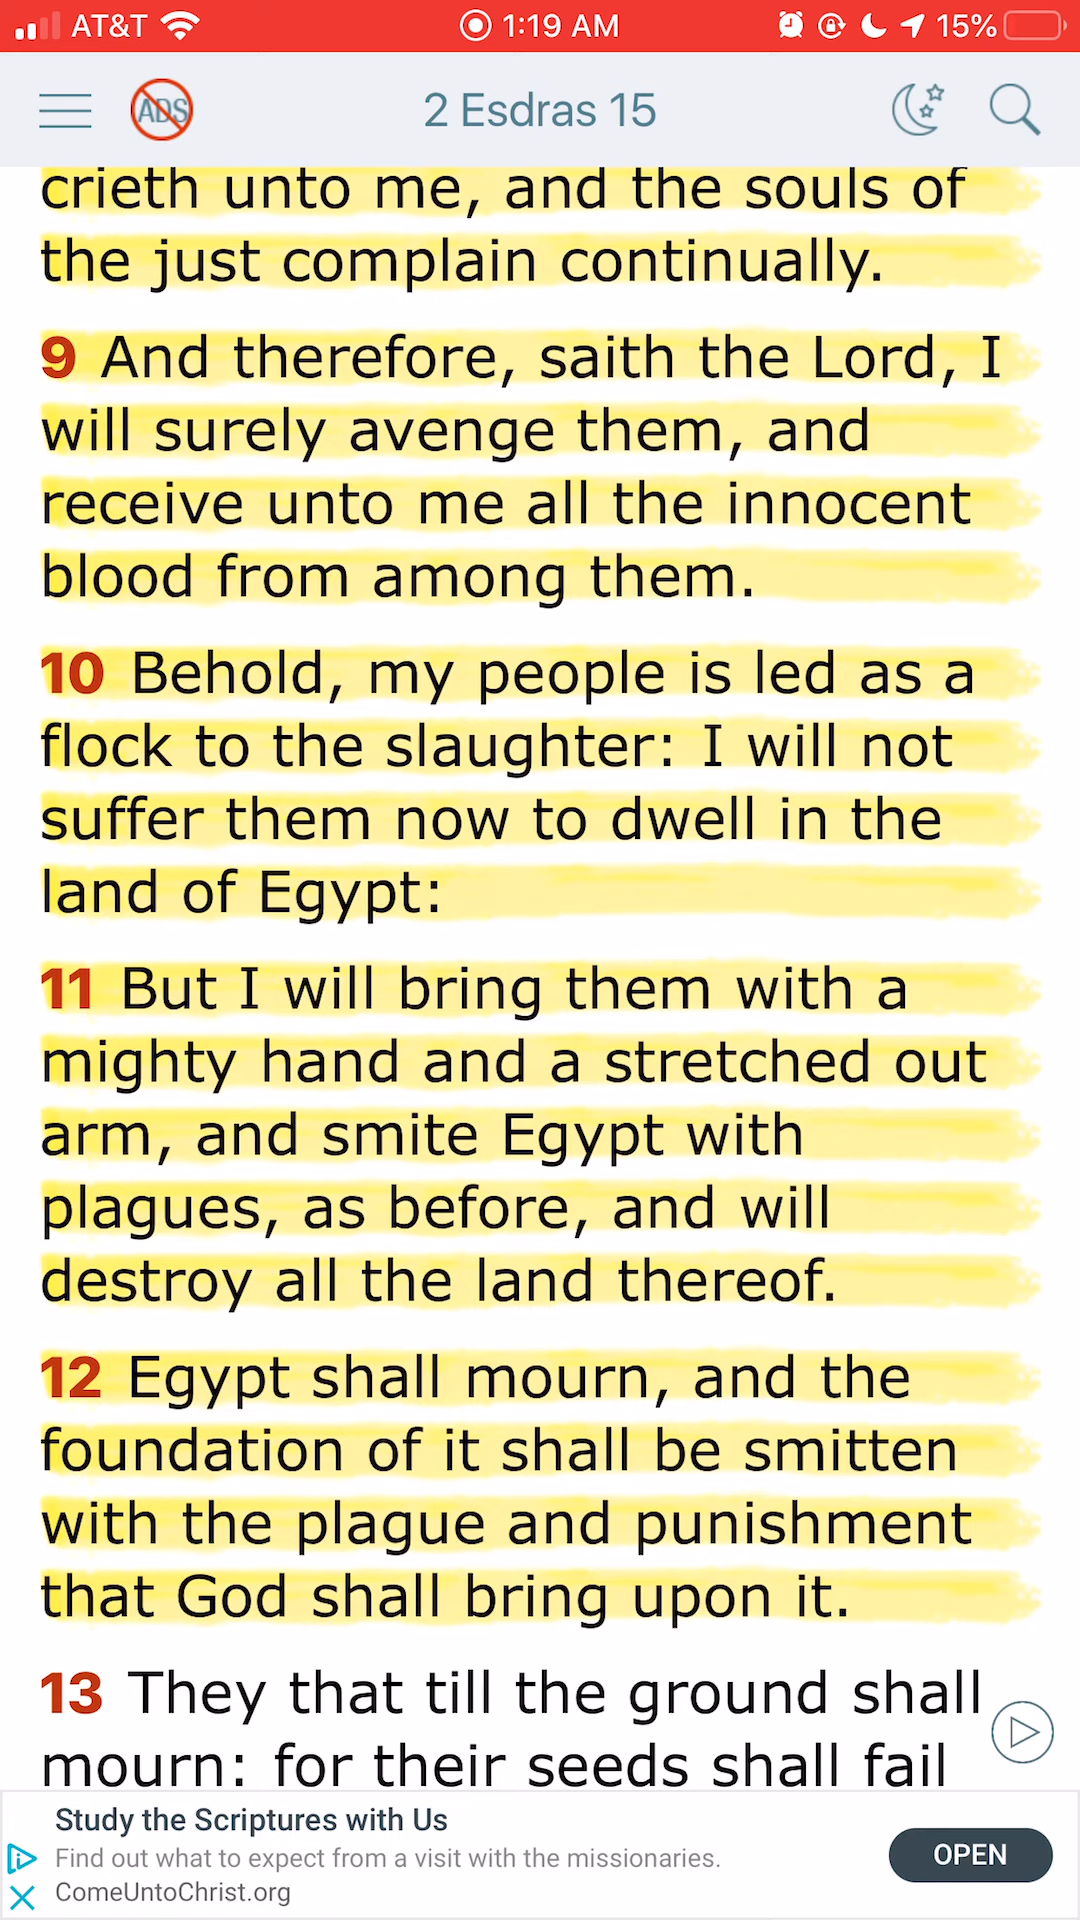 AT&T 1:19 AM 15%
ADS 2 Esdras 15
crieth unto me, and the souls of
the just complain continually.
9 And therefore, saith the Lord, I
will surely avenge them, and
receive unto me all the innocent
blood from among them.
10 Behold, my people is led as a
flock to the slaughter: I will not
suffer them now to dwell in the
land of Egypt:
11 But I will bring them with a
mighty hand and a stretched out
arm, and smite Egypt with
plagues, as before, and will
destroy all the land thereof.
12 Egypt shall mourn, and the
foundation of it shall be smitten
with the plague and punishment
that God shall bring upon it.
13 They that till the ground shall
mourn: for their seeds shall fail
Study the Scriptures with Us
Find out what to expect from a visit with the missionaries.
ComeUntoChrist.org
OPEN